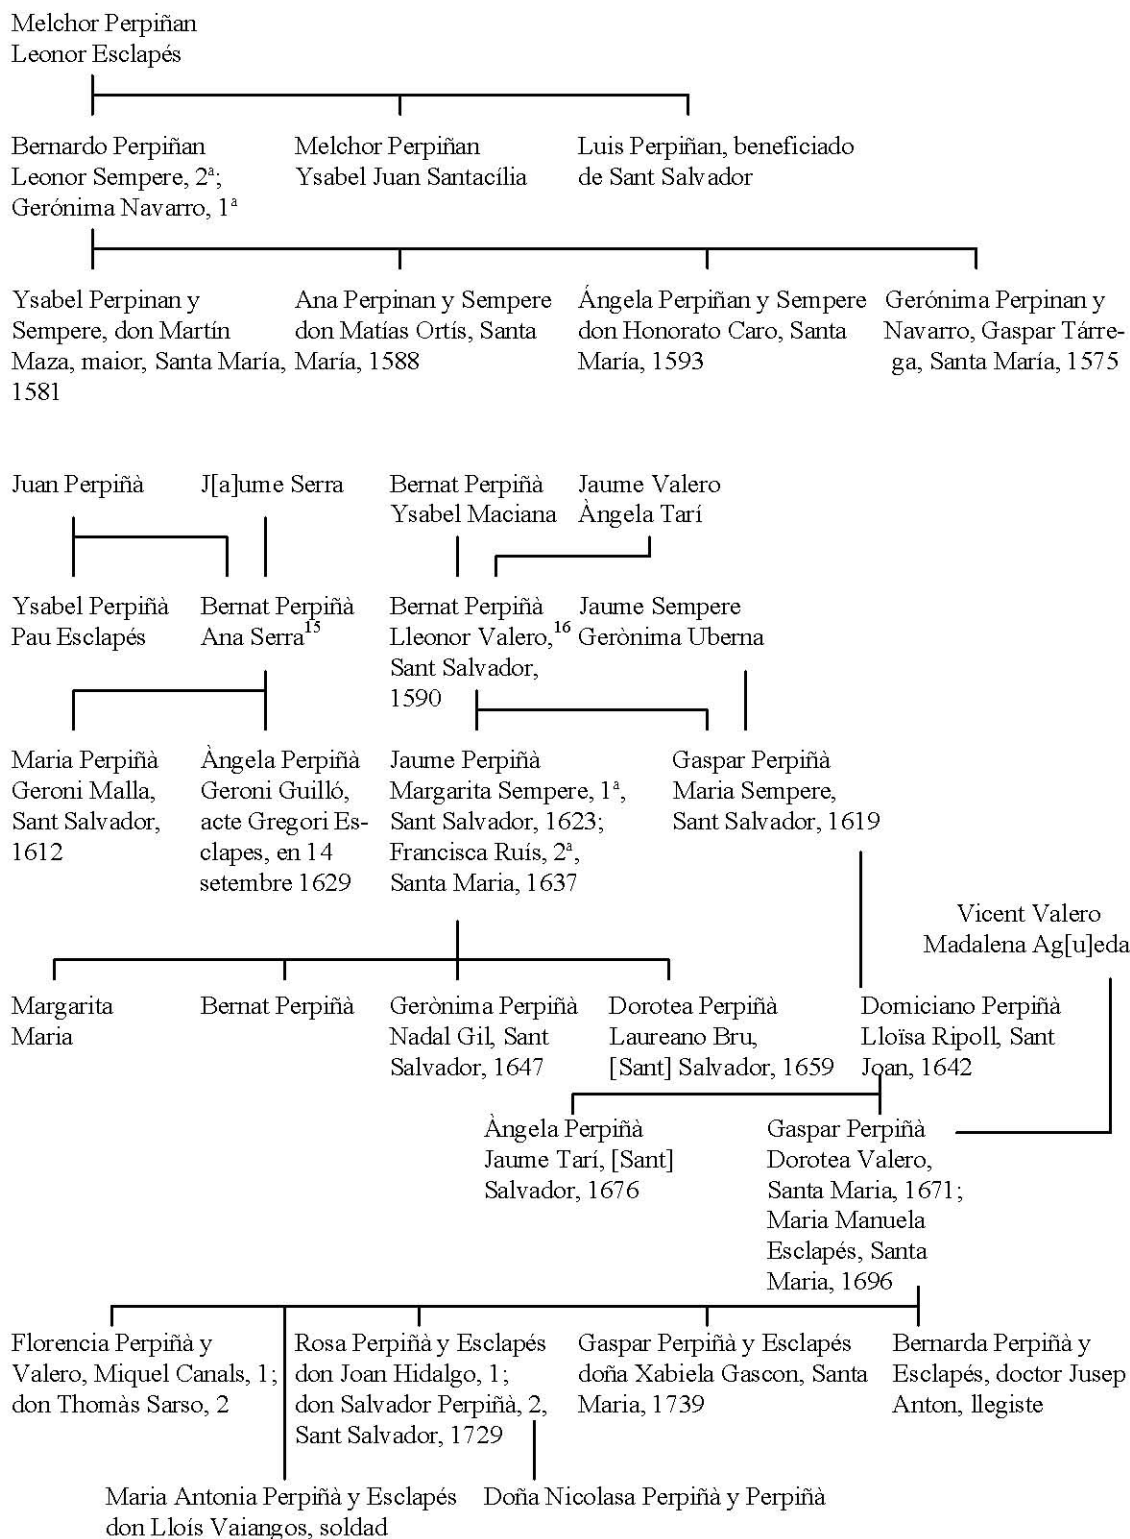 Melchor Perpiñan
Leonor Esclapés
Bernardo Perpiñan
Leonor Sempere, 2ª;
Gerónima Navarro, 1ª
Melchor Perpiñan
Ysabel Juan Santacília
Luis Perpiñan, beneficiado
de Sant Salvador
Ysabel Perpinan y
Sempere, don Martín
Maza, maior, Santa María,
1581
Ana Perpinan y Sempere
don Matías Ortís, Santa
María, 1588
Ángela Perpiñan y Sempere
don Honorato Caro, Santa
María, 1593
Gerónima Perpinan y
Navarro, Gaspar Tárre-
ga, Santa María, 1575
Juan Perpiñà
J[a]ume Serra
Bernat Perpiñà
Ysabel Maciana
Jaume Valero
Àngela Tarí
Ysabel Perpiñà
Pau Esclapés
Bernat Perpiñà
Ana Serra15
Bernat Perpiñà
Lleonor Valero,16
Sant Salvador,
1590
Jaume Sempere
Gerònima Uberna
Maria Perpiñà
Geroni Malla,
Sant Salvador,
1612
Àngela Perpiñà
Geroni Guilló,
acte Gregori Es-
clapes, en 14
setembre 1629
Jaume Perpiñà
Margarita Sempere, 1ª,
Sant Salvador, 1623;
Francisca Ruís, 2ª,
Santa Maria, 1637
Gaspar Perpiñà
Maria Sempere,
Sant Salvador, 1619
Vicent Valero
Madalena Ag[u]eda
Margarita
Maria
Bernat Perpiñà
Gerònima Perpiñà
Nadal Gil, Sant
Salvador, 1647
Dorotea Perpiñà
Laureano Bru,
[Sant] Salvador, 1659
Domiciano Perpiñà
Lloïsa Ripoll, Sant
Joan, 1642
Àngela Perpiñà
Jaume Tarí, [Sant]
Salvador, 1676
Gaspar Perpiñà
Dorotea Valero,
Santa Maria, 1671;
Maria Manuela
Esclapés, Santa
Maria, 1696
Florencia Perpiñà y
Valero, Miquel Canals, 1;
don Thomàs Sarso, 2
Rosa Perpiñà y Esclapés
don Joan Hidalgo, 1;
don Salvador Perpiñà, 2,
Sant Salvador, 1729
Gaspar Perpiñà y Esclapés
doña Xabiela Gascon, Santa
Maria, 1739
Bernarda Perpiñà y
Esclapés, doctor Jusep
Anton, llegiste
Maria Antonia Perpiñà y Esclapés
don Lloís Vaiangos, soldad
Doña Nicolasa Perpiñà y Perpiñà